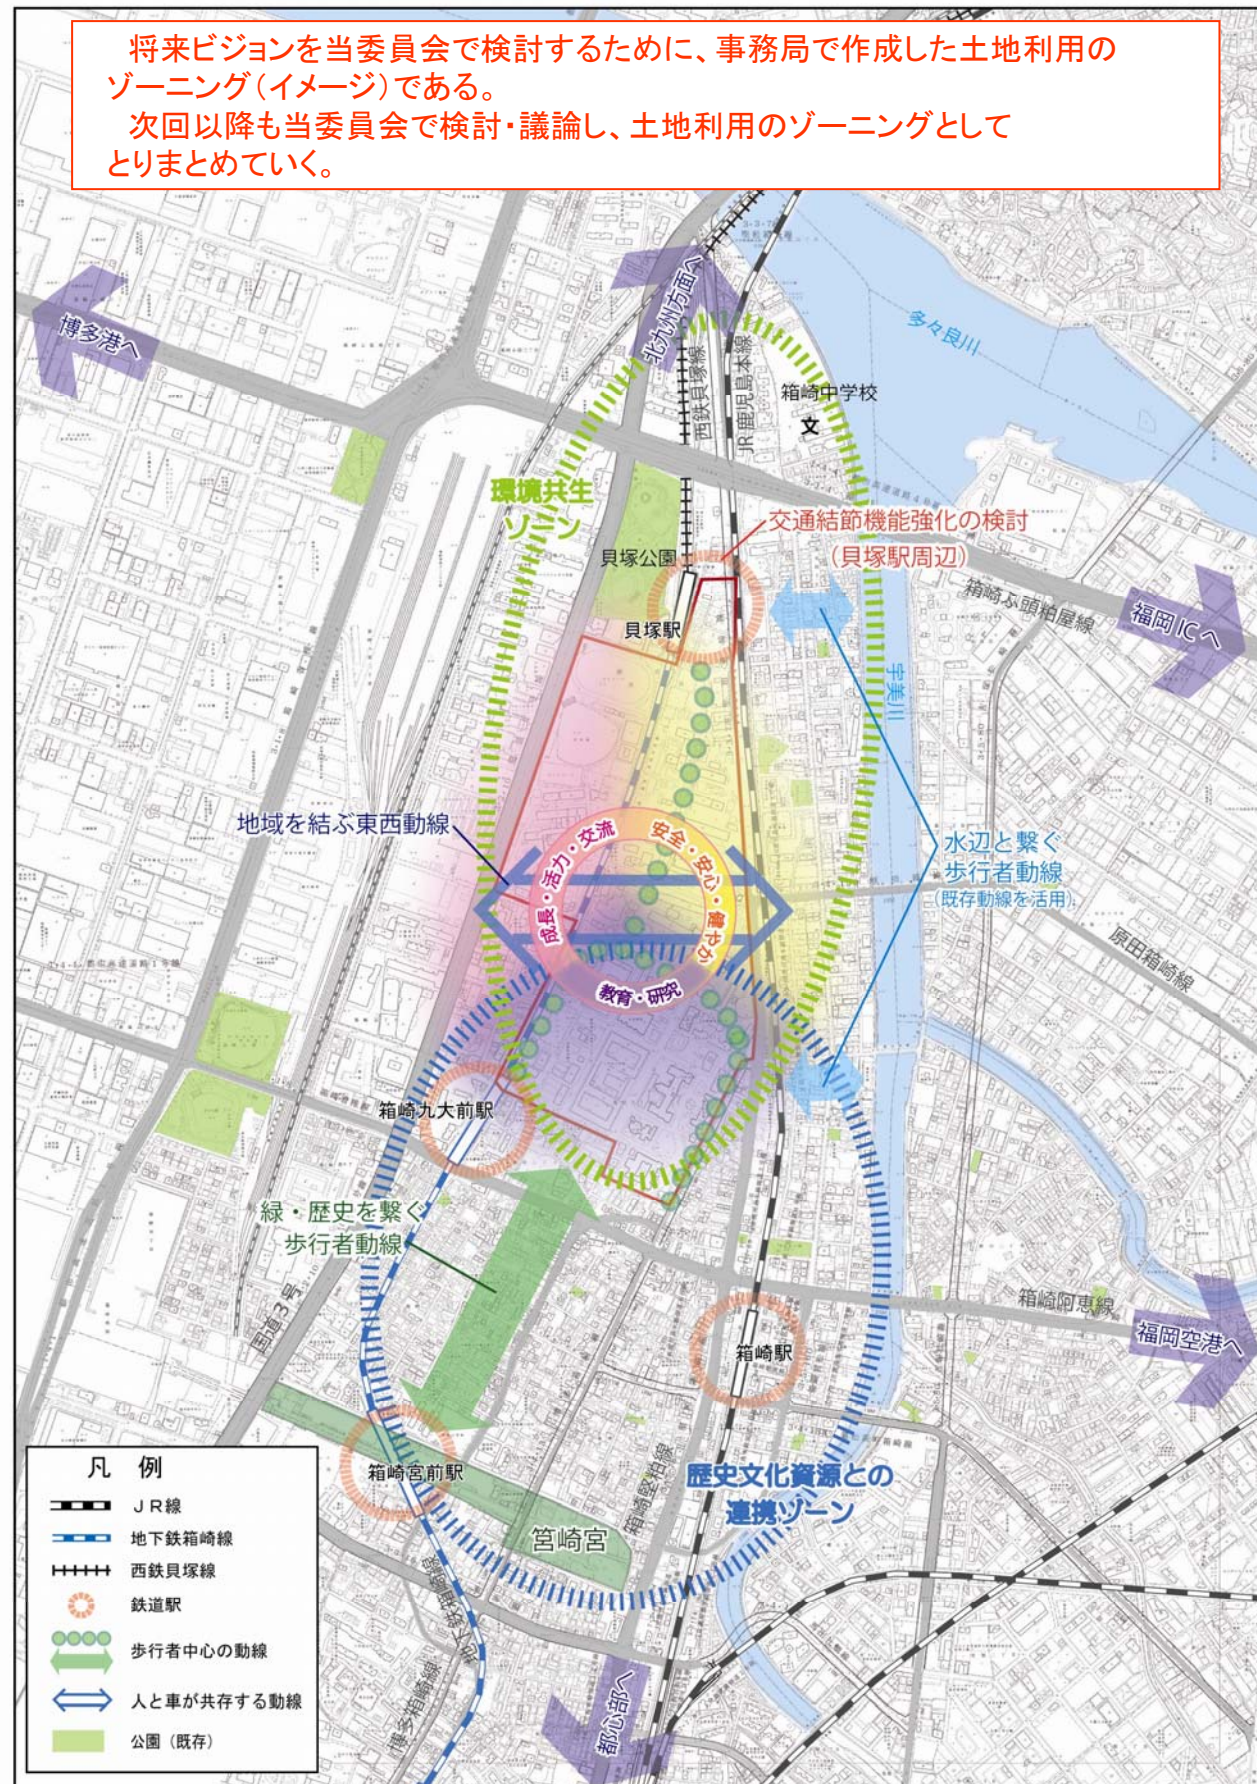 将来ビジョンを当委員会で検討するために、事務局で作成した土地利用の
ゾーニング(イメージ)である。
次回以降も当委員会で検討・議論し、土地利用のゾーニングとして
とりまとめていく。
博多港へ
北九州方面へ
西鉄貝塚線
JR鹿児島本線
多々良川
箱崎中学校
文
環境共生
ゾーン
交通結節機能強化の検討
(貝塚駅周辺)
貝塚公園
貝塚駅
箱崎ふ頭粕屋線
福岡ICへ
宇美川
地域を結ぶ東西動線
成長・活力・交流
安全・安心・健やか
教育・研究
水辺と繋ぐ
歩行者動線
(既存動線を活用)
原田箱崎線
箱崎九大前駅
緑・歴史を繋ぐ
歩行者動線
国道3号
箱崎阿恵線
福岡空港へ
箱崎駅
箱崎宮前駅
箱崎堅粕線
歴史文化資源との
連携ゾーン
筥崎宮
地下鉄箱崎線
博多箱崎線
都心部へ
凡 例
JR線
地下鉄箱崎線
西鉄貝塚線
鉄道駅
歩行者中心の動線
人と車が共存する動線
公園(既存)